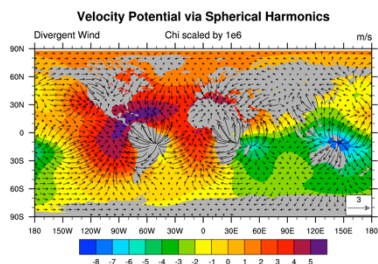 Velocity Potential via Spherical Harmonics
Divergent Wind Chi scaled by 1e6 m/s
90N
60N
30N
0
30S
60S
90S
3
180 150W 120W 90W 60W 30W 0 30E 60E 90E 120E 150E 180
-8 -7 -6 -5 -4 -3 -2 -1 0 1 2 3 4 5